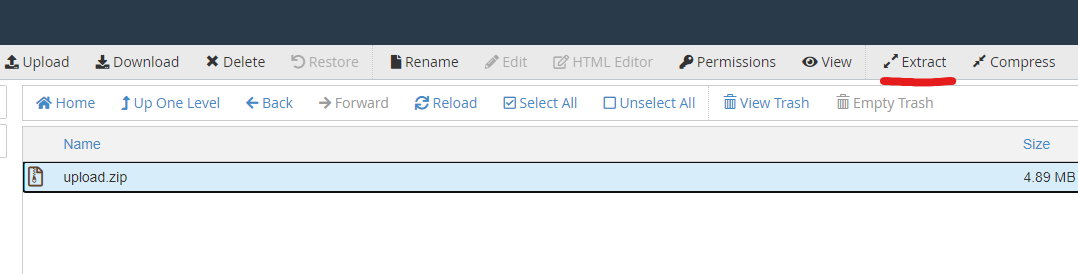 Upload Download Delete Restore Rename Edit HTML Editor Permissions View Extract Compress
Home Up One Level Back Forward Reload Select All Unselect All View Trash Empty Trash
Name Size
upload.zip 4.89 MB